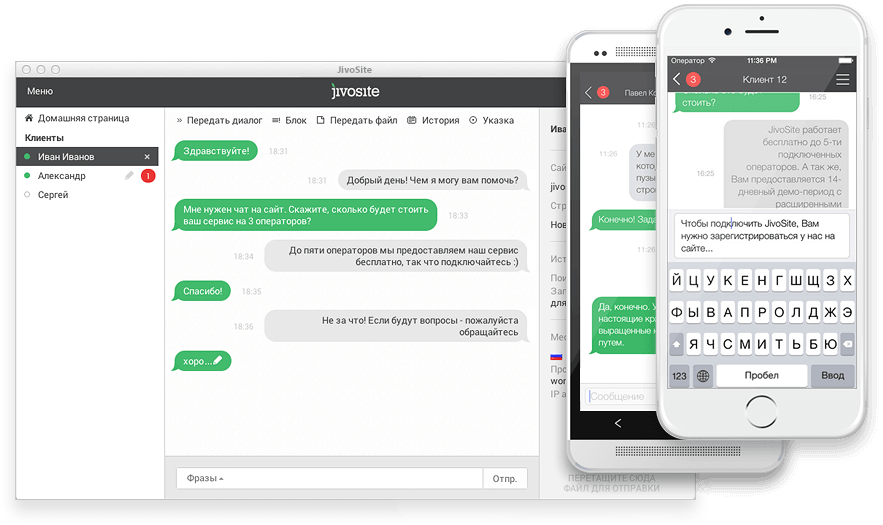 JivoSite
Меню
jivosite
Домашняя страница
Клиенты
Иван Иванов ×
Александр 1
Сергей
» Передать диалог Блок Передать файл История Указка
Здравствуйте! 18:31
18:31 Добрый день! Чем я могу вам помочь?
Мне нужен чат на сайт. Скажите, сколько будет стоить
ваш сервис на 3 операторов?
18:33
18:34
До пяти операторов мы предоставляем наш сервис
бесплатно, так что подключайтесь :)
Спасибо! 18:35
18:36
Не за что! Если будут вопросы - пожалуйста
обращайтесь
хоро...
Фразы
Отпр.
Ива
Сай
jivo
Стр
Нов
Ист
Пои
Заг
для
Мес
Про
wor
IP а
ПЕРЕТАЩИТЕ СЮДА
ФАЙЛ ДЛЯ ОТПРАВКИ
3 Павел Ко
11:26
11:26
У ме
кото
пузы
стро
Конечно! Зада
11:26
Да, конечно. У
настоящие кра
выращенные н
путем.
Сообщение
Оператор 11:36 PM
3 Клиент 12
стоить?
16:25
JivoSite работает
бесплатно до 5-ти
подключенных
16:25
операторов. А так же,
Вам предоставляется 14-
дневный демо-период с
расширенными
Чтобы подключить JivoSite, Вам
нужно зарегистрироваться у нас на
сайте...
Й Ц У К Е Н Г Ш Щ З Х
Ф Ы В А П Р О Л Д Ж Э
Я Ч С М И Т Ь Б Ю
123 Пробел Ввод